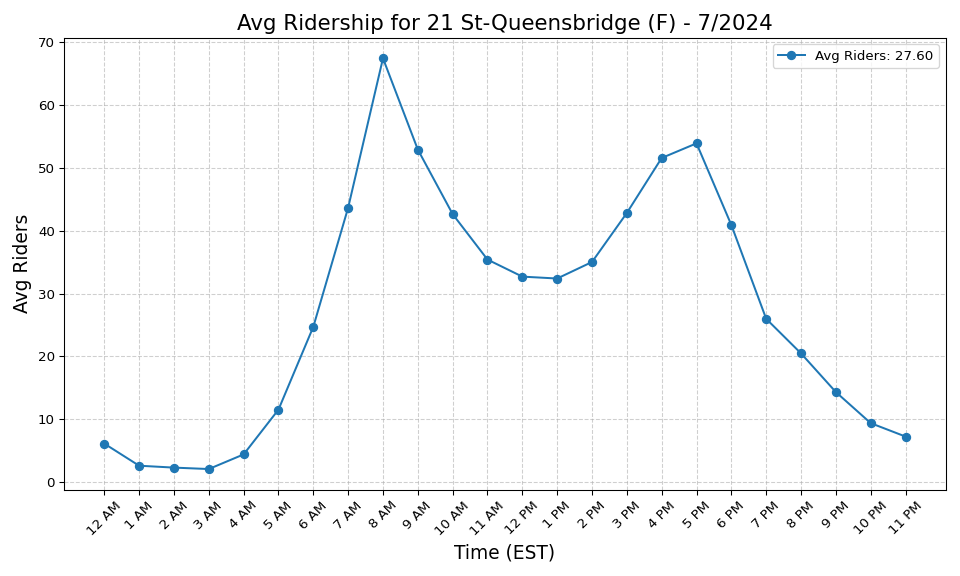 Avg Ridership for 21 St-Queensbridge (F) - 7/2024
Avg Riders: 27.60
Avg Riders
70
60
50
40
30
20
10
0
12 AM
1 AM
2 AM
3 AM
4 AM
5 AM
6 AM
7 AM
8 AM
9 AM
10 AM
11 AM
12 PM
1 PM
2 PM
3 PM
4 PM
5 PM
6 PM
7 PM
8 PM
9 PM
10 PM
11 PM
Time (EST)